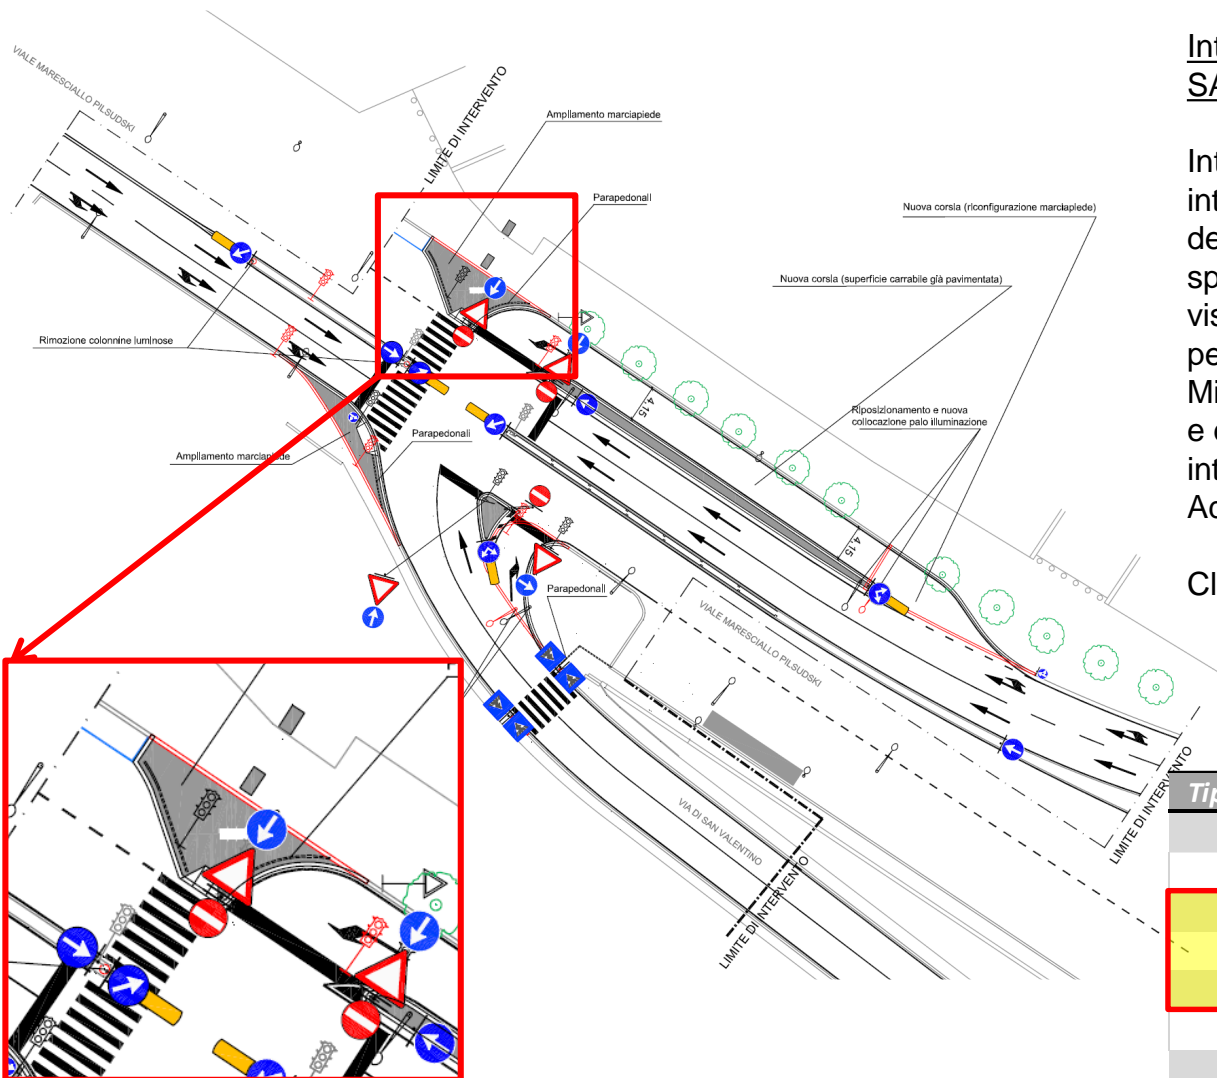 VIALE MARESCIALLO PILSUDSKI
LIMITE DI INTERVENTO
Ampliamento marciapiede
Parapedonali
Nuova corsia (riconfigurazione marciapiede)
Nuova corsia (superficie carrabile già pavimentata)
Rimozione colonnine luminose
4,15
Riposizionamento e nuova
collocazione palo illuminazione
Parapedonali
Ampliamento marciapiede
4,15
Parapedonali
VIALE MARESCIALLO PILSUDSKI
VIA DI SAN VALENTINO
LIMITE DI INTERVENTO
LIMITE DI INTERVENTO
Int
SA
Int
int
de
sp
vis
pe
Mi
e
int
Ac
Cl
Tip